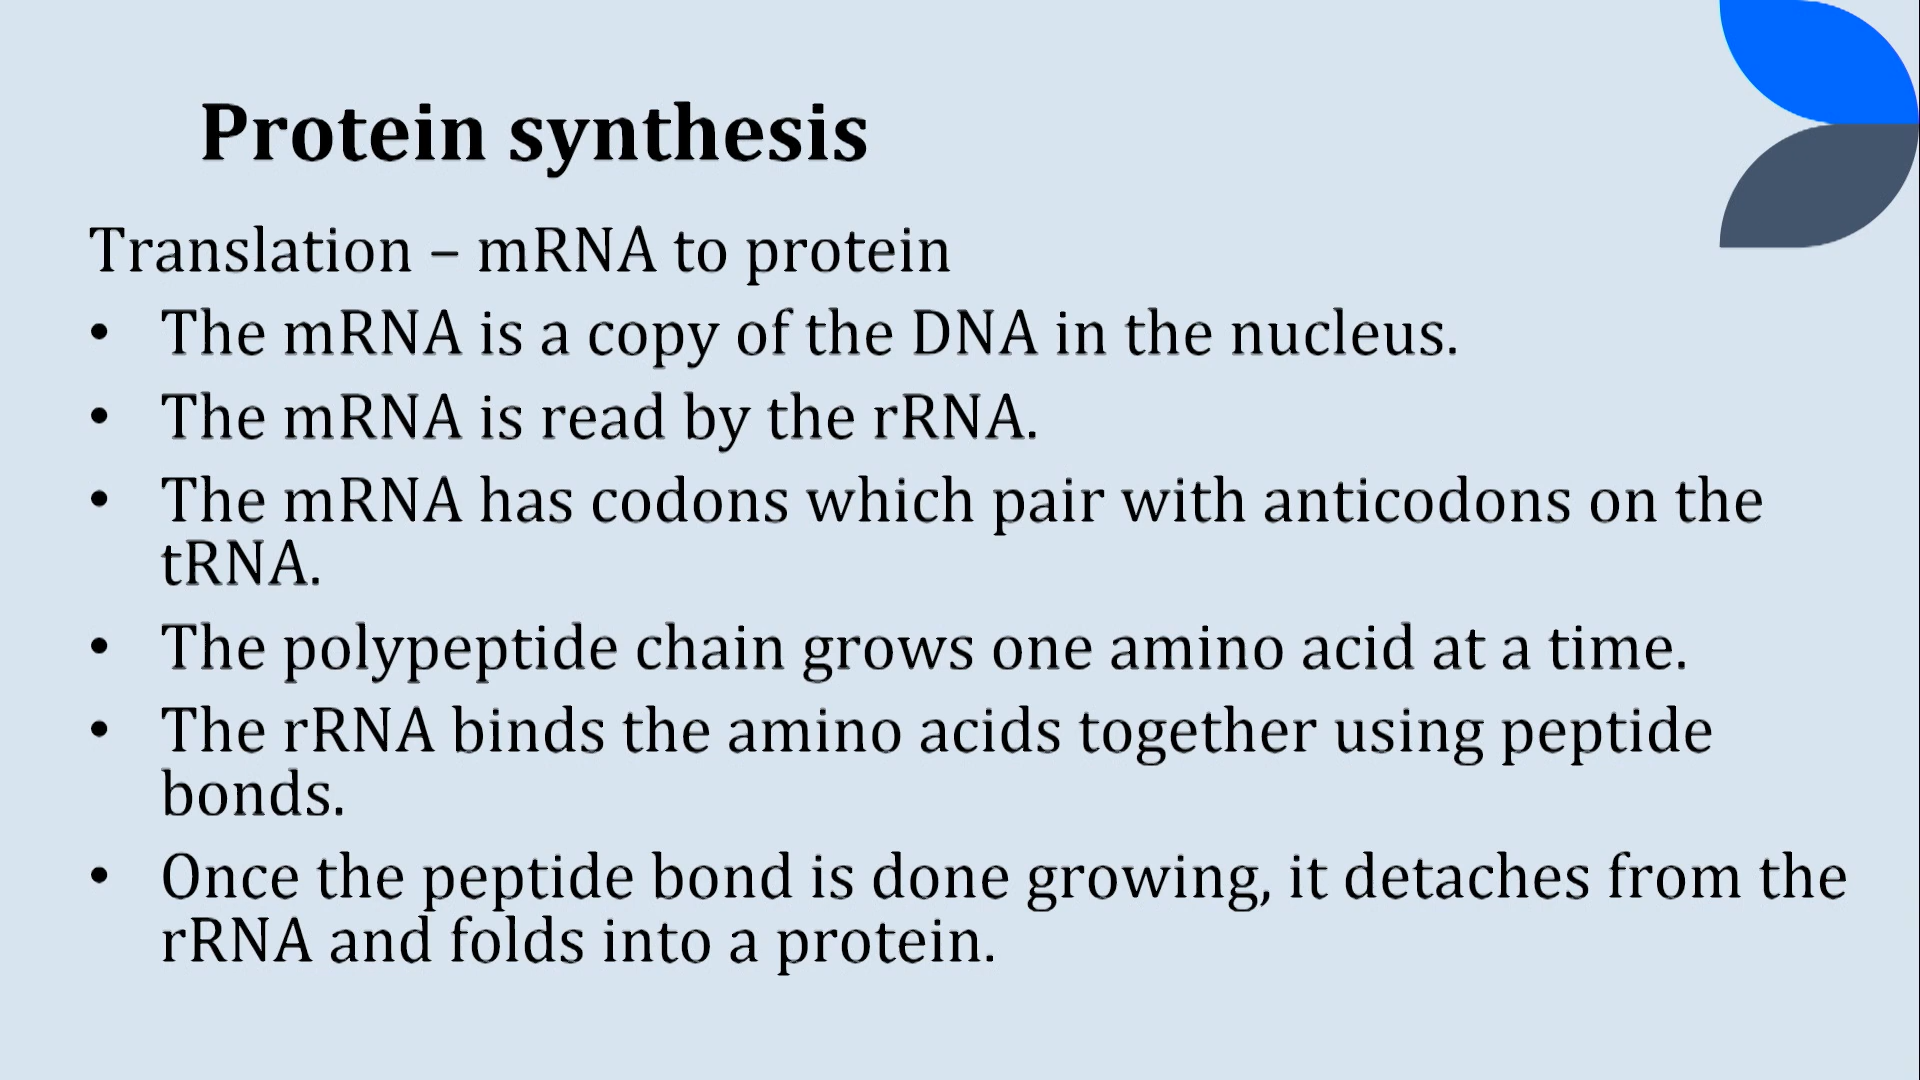 Protein synthesis
Translation – mRNA to protein
• The mRNA is a copy of the DNA in the nucleus.
• The mRNA is read by the rRNA.
• The mRNA has codons which pair with anticodons on the
tRNA.
• The polypeptide chain grows one amino acid at a time.
• The rRNA binds the amino acids together using peptide
bonds.
• Once the peptide bond is done growing, it detaches from the
rRNA and folds into a protein.